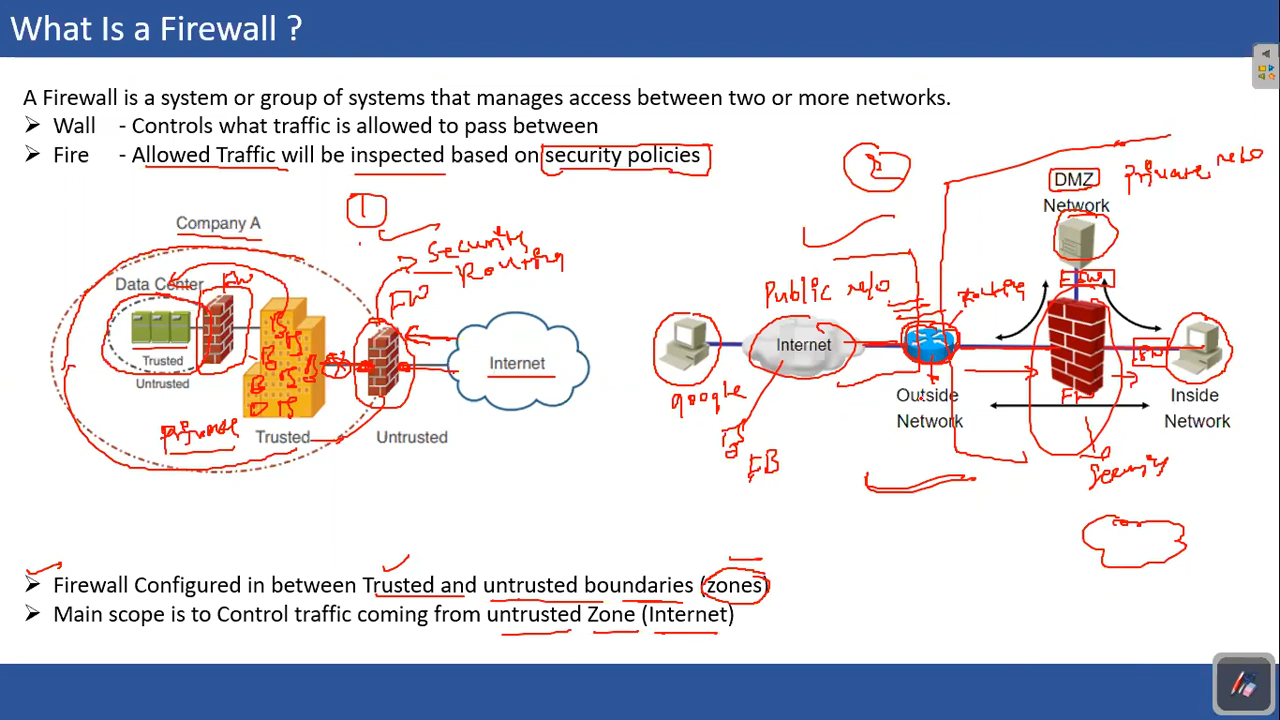 What Is a Firewall ?
A Firewall is a system or group of systems that manages access between two or more networks.
➢ Wall - Controls what traffic is allowed to pass between
➢ Fire - Allowed Traffic will be inspected based on security policies
1
2
Company A
Security
Routing
Data Center
FW
FW
Trusted
Untrusted
Private
Trusted
Untrusted
Internet
DMZ
Network
Private
Public
Internet
google
FB
Outside
Network
FW
Security
Inside
Network
➢ Firewall Configured in between Trusted and untrusted boundaries (zones)
➢ Main scope is to Control traffic coming from untrusted Zone (Internet)